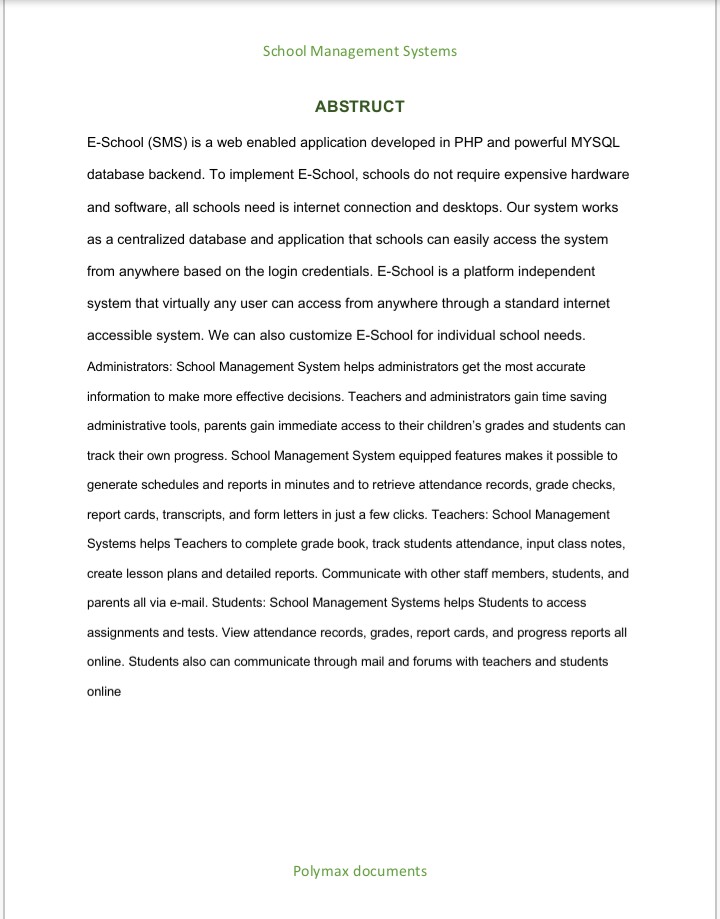 School Management Systems
ABSTRUCT
E-School (SMS) is a web enabled application developed in PHP and powerful MYSQL
database backend. To implement E-School, schools do not require expensive hardware
and software, all schools need is internet connection and desktops. Our system works
as a centralized database and application that schools can easily access the system
from anywhere based on the login credentials. E-School is a platform independent
system that virtually any user can access from anywhere through a standard internet
accessible system. We can also customize E-School for individual school needs.
Administrators: School Management System helps administrators get the most accurate
information to make more effective decisions. Teachers and administrators gain time saving
administrative tools, parents gain immediate access to their children’s grades and students can
track their own progress. School Management System equipped features makes it possible to
generate schedules and reports in minutes and to retrieve attendance records, grade checks,
report cards, transcripts, and form letters in just a few clicks. Teachers: School Management
Systems helps Teachers to complete grade book, track students attendance, input class notes,
create lesson plans and detailed reports. Communicate with other staff members, students, and
parents all via e-mail. Students: School Management Systems helps Students to access
assignments and tests. View attendance records, grades, report cards, and progress reports all
online. Students also can communicate through mail and forums with teachers and students
online
Polymax documents